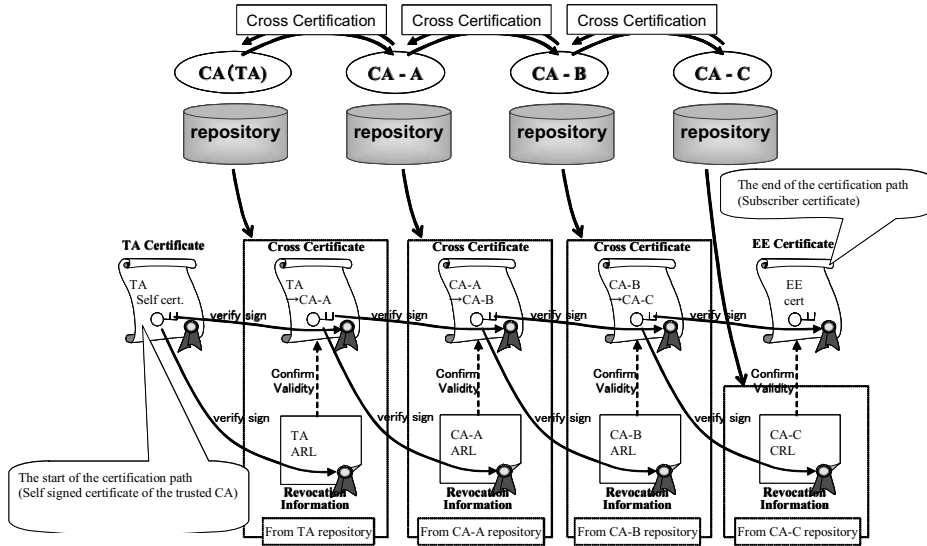 Cross Certification
Cross Certification
Cross Certification
CA(TA)
CA - A
CA - B
CA - C
repository
repository
repository
repository
The end of the certification path
(Subscriber certificate)
TA Certificate
Cross Certificate
Cross Certificate
Cross Certificate
EE Certificate
TA
Self cert.
TA
→CA-A
CA-A
→CA-B
CA-B
→CA-C
EE
cert
verify sign
verify sign
verify sign
verify sign
Confirm
Validity
Confirm
Validity
Confirm
Validity
Confirm
Validity
verify sign
verify sign
verify sign
verify sign
TA
ARL
CA-A
ARL
CA-B
ARL
CA-C
CRL
The start of the certification path
(Self signed certificate of the trusted CA)
Revocation
Information
Revocation
Information
Revocation
Information
Revocation
Information
From TA repository
From CA-A repository
From CA-B repository
From CA-C repository